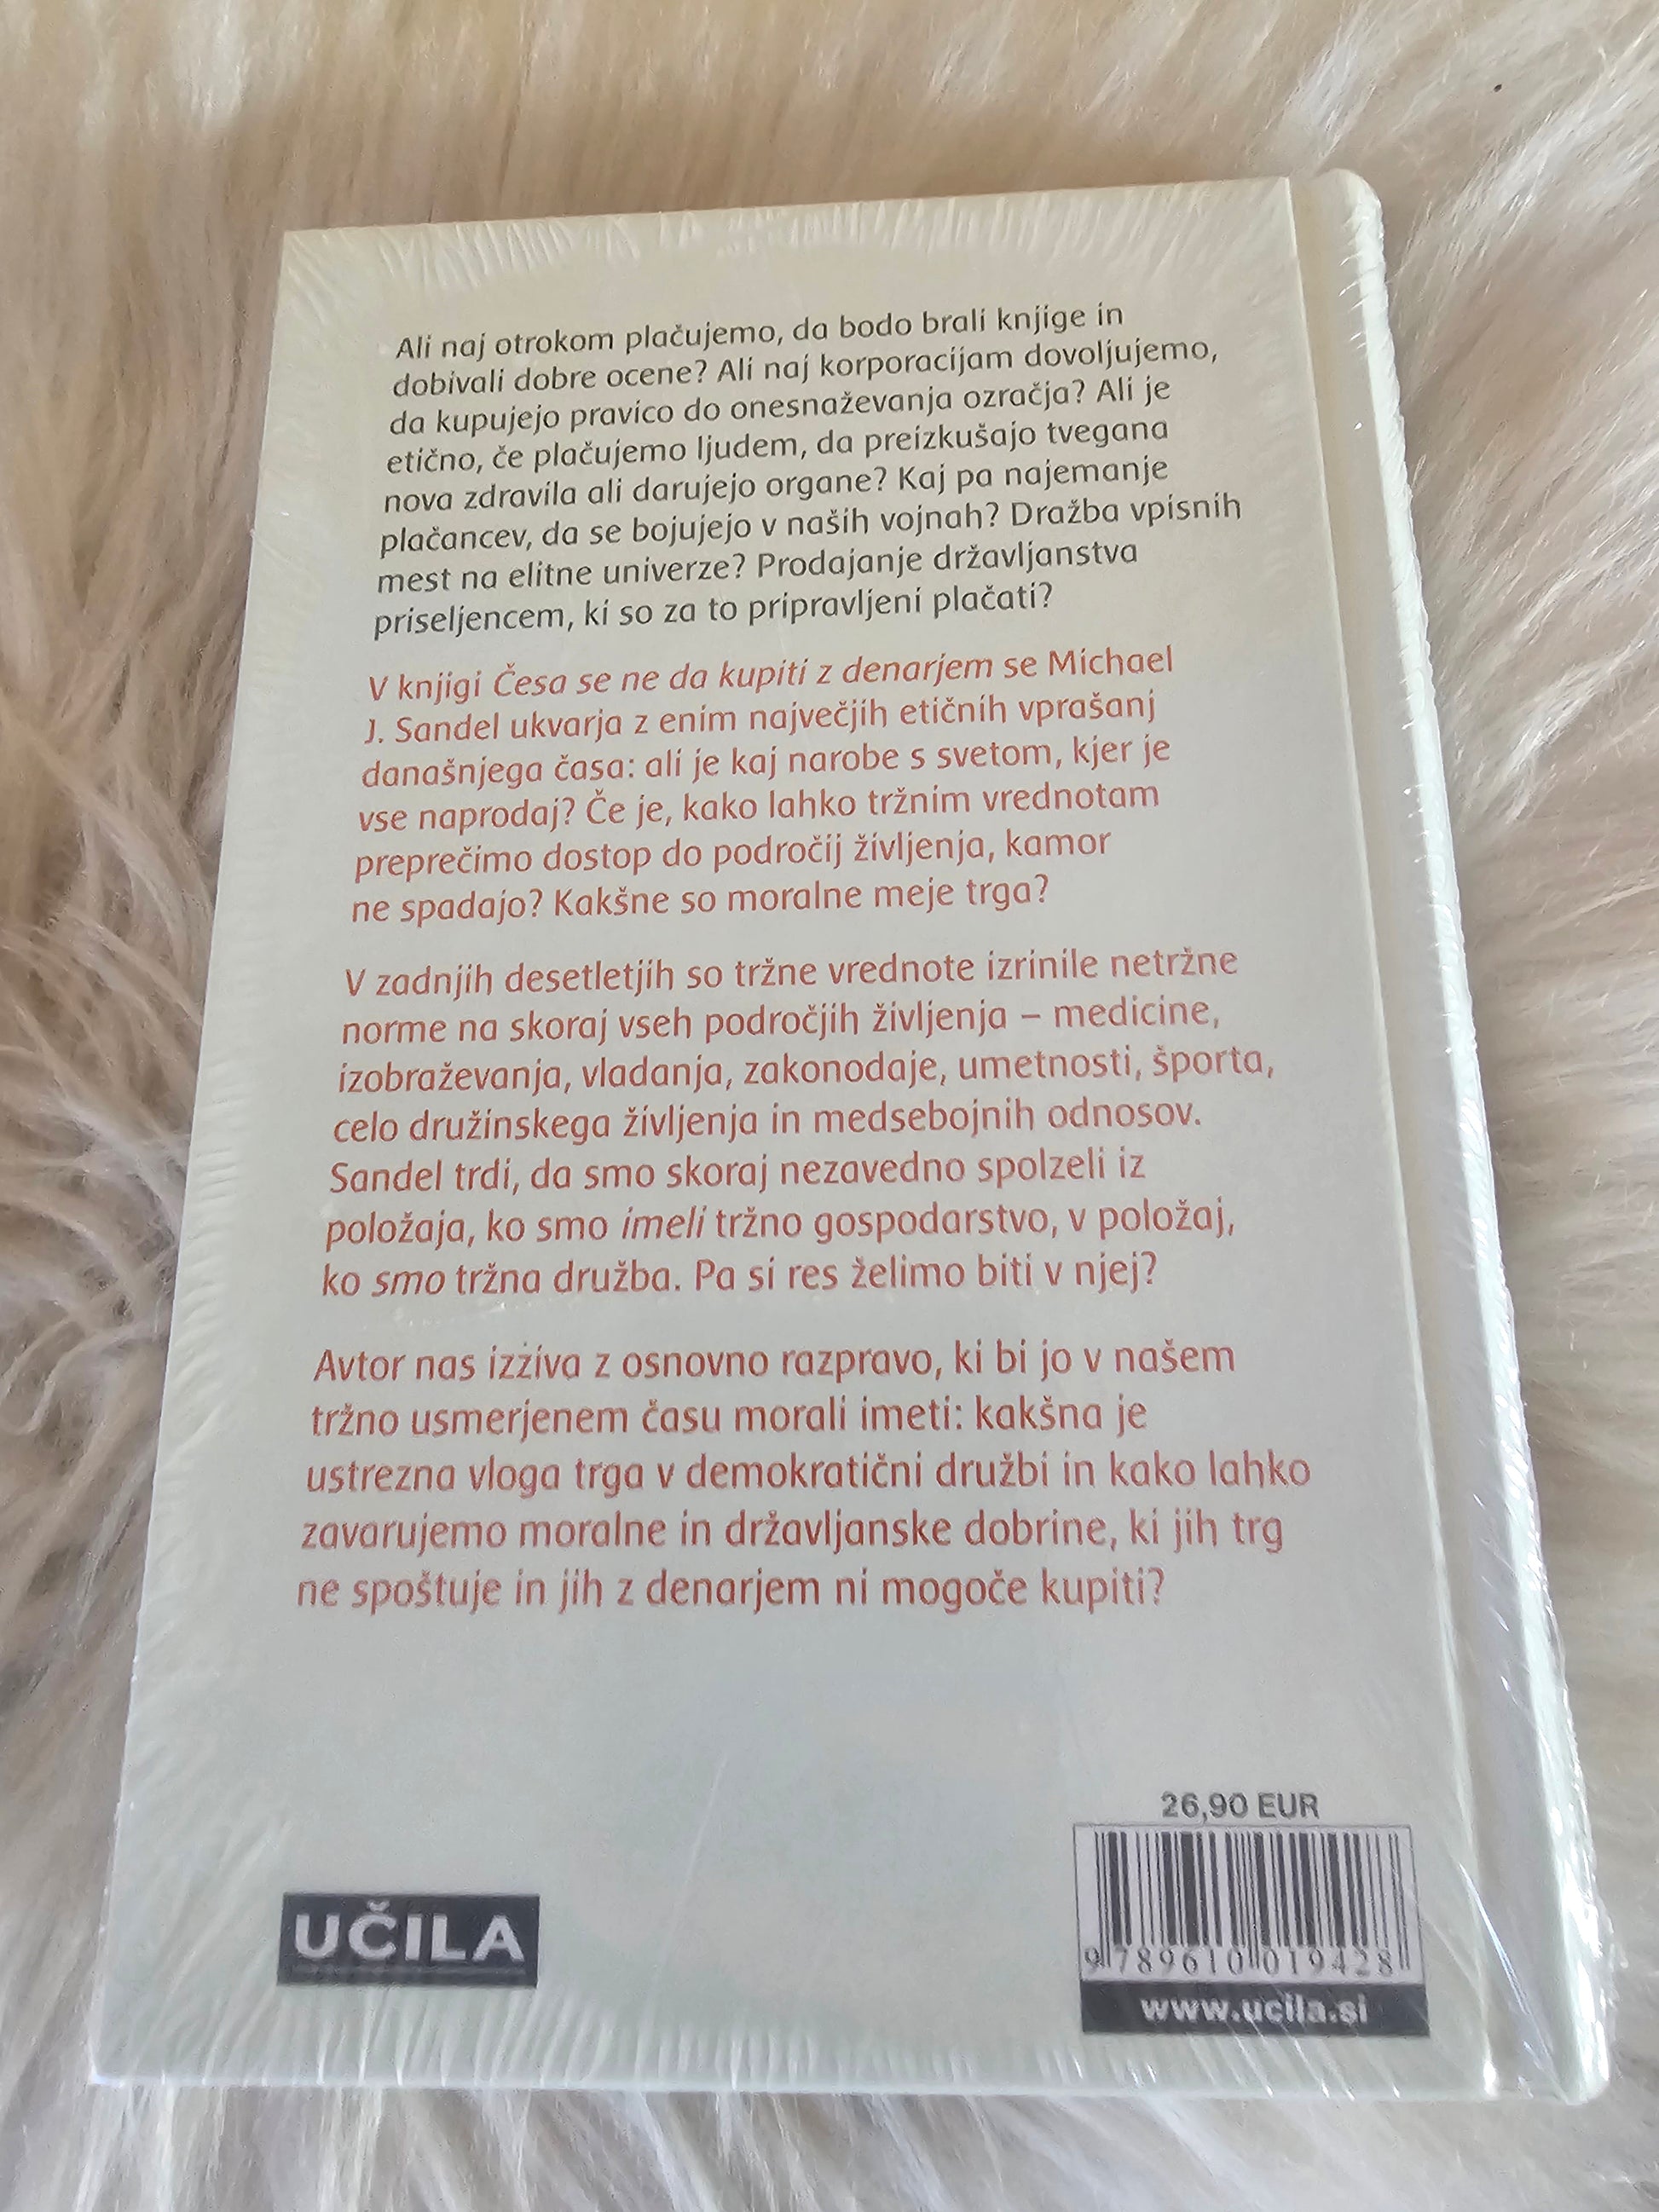 Ali naj otrokom plačujemo, da bodo brali knjige in
dobivali dobre ocene? Ali naj korporacijam dovoljujemo,
da kupujejo pravico do onesnaževanja ozračja? Ali je
etično, če plačujemo ljudem, da preizkušajo tvegana
nova zdravila ali darujejo organe? Kaj pa najemanje
plačancev, da se bojujejo v naših vojnah? Dražba vpisnih
mest na elitne univerze? Prodajanje državljanstva
priseljencem, ki so za to pripravljeni plačati?
V knjigi Česa se ne da kupiti z denarjem se Michael
J. Sandel ukvarja z enim največjih etičnih vprašanj
današnjega časa: ali je kaj narobe s svetom, kjer je
vse naprodaj? Če je, kako lahko tržnim vrednotam
preprečimo dostop do področij življenja, kamor
ne spadajo? Kakšne so moralne meje trga?
V zadnjih desetletjih so tržne vrednote izrinile netržne
norme na skoraj vseh področjih življenja – medicine,
izobraževanja, vladanja, zakonodaje, umetnosti, športa,
celo družinskega življenja in medsebojnih odnosov.
Sandel trdi, da smo skoraj nezavedno spolzeli iz
položaja, ko smo imeli tržno gospodarstvo, v položaj,
ko smo tržna družba. Pa si res želimo biti v njej?
Avtor nas izziva z osnovno razpravo, ki bi jo v našem
tržno usmerjenem času morali imeti: kakšna je
ustrezna vloga trga v demokratični družbi in kako lahko
zavarujemo moralne in državljanske dobrine, ki jih trg
ne spoštuje in jih z denarjem ni mogoče kupiti?
26,90 EUR
9 789610 019428
UČILA
www.ucila.si